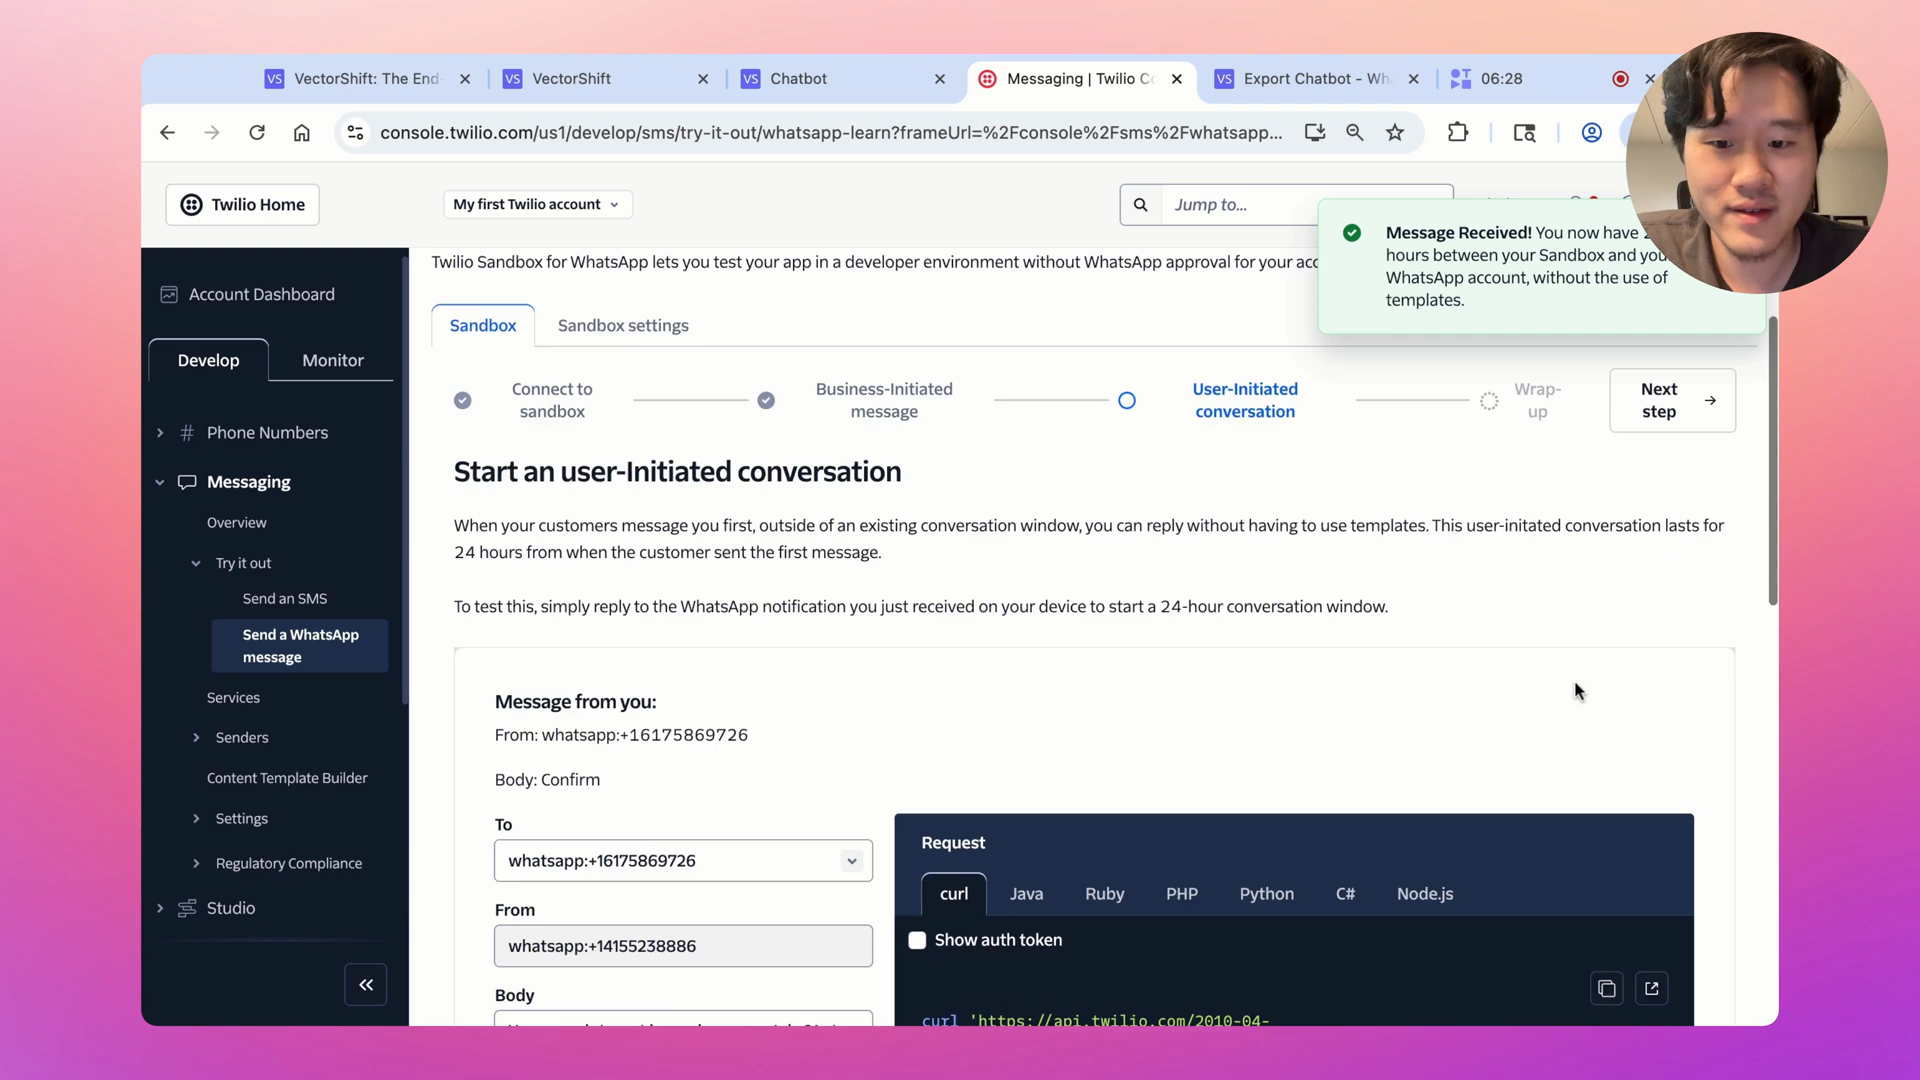 VS VectorShift: The End-
VS VectorShift
VS Chatbot
Messaging | Twilio Co
VS Export Chatbot - Wh
06:28
console.twilio.com/us1/develop/sms/try-it-out/whatsapp-learn?frameUrl=%2Fconsole%2Fsms%2Fwhatsapp...
Twilio Home
My first Twilio account
Jump to...
Message Received! You now have
hours between your Sandbox and you
WhatsApp account, without the use of
templates.
Account Dashboard
Develop
Monitor
Phone Numbers
Messaging
Overview
Try it out
Send an SMS
Send a WhatsApp
message
Services
Senders
Content Template Builder
Settings
Regulatory Compliance
Studio
Twilio Sandbox for WhatsApp lets you test your app in a developer environment without WhatsApp approval for your acc
Sandbox
Sandbox settings
Connect to
sandbox
Business-Initiated
message
User-Initiated
conversation
Wrap-
up
Next
step
Start an user-Initiated conversation
When your customers message you first, outside of an existing conversation window, you can reply without having to use templates. This user-initated conversation lasts for
24 hours from when the customer sent the first message.
To test this, simply reply to the WhatsApp notification you just received on your device to start a 24-hour conversation window.
Message from you:
From: whatsapp:+16175869726
Body: Confirm
To
whatsapp:+16175869726
From
whatsapp:+14155238886
Body
Request
curl
Java
Ruby
PHP
Python
C#
Node.js
Show auth token
curl 'https://api.twilio.com/2010-04-